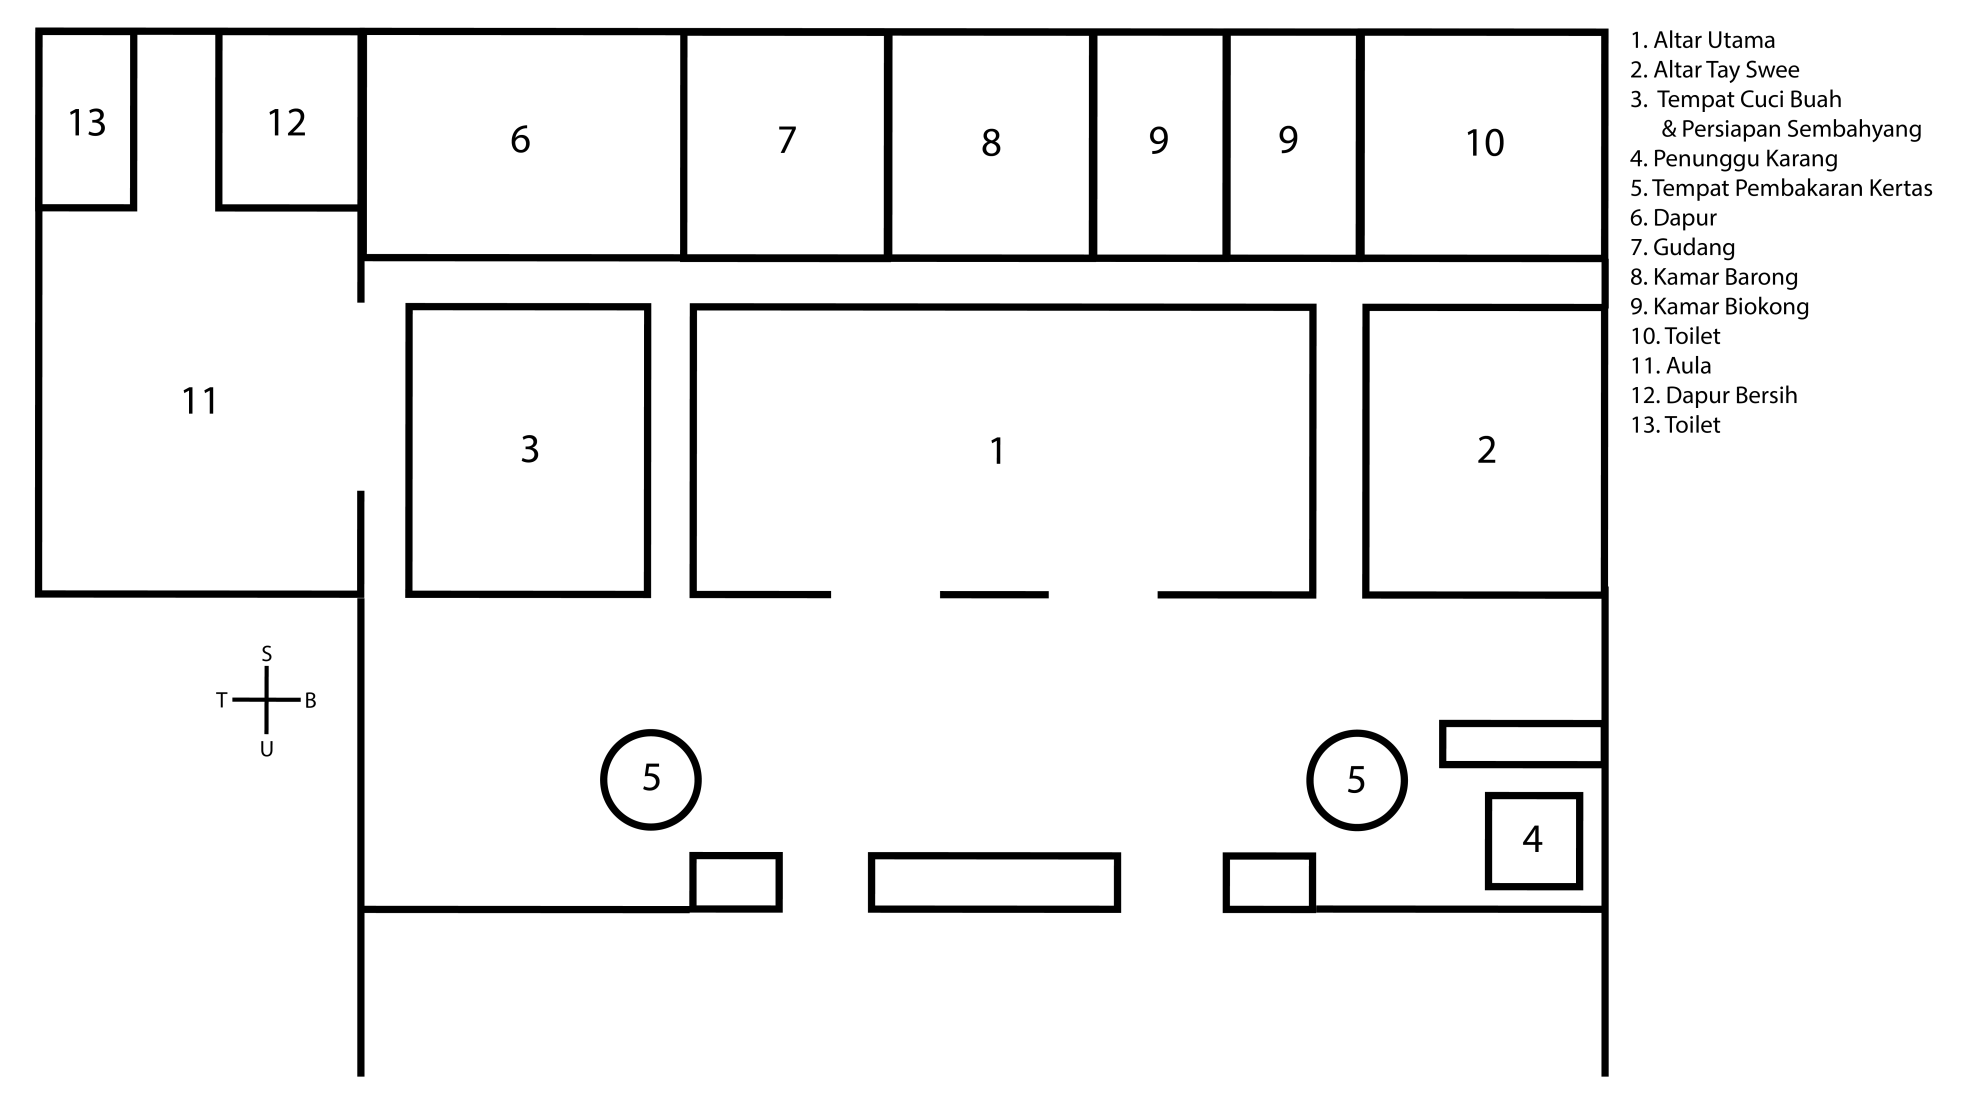 13
12
6
7
8
9
9
10
11
3
1
2
S
T B
U
5
5
4
1. Altar Utama
2. Altar Tay Swee
3. Tempat Cuci Buah
& Persiapan Sembahyang
4. Penunggu Karang
5. Tempat Pembakaran Kertas
6. Dapur
7. Gudang
8. Kamar Barong
9. Kamar Biokong
10. Toilet
11. Aula
12. Dapur Bersih
13. Toilet